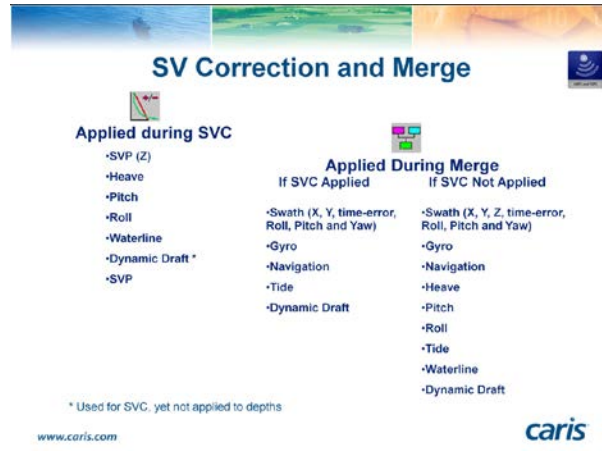 SV Correction and Merge
Applied during SVC
•SVP (Z)
•Heave
•Pitch
•Roll
•Waterline
•Dynamic Draft *
•SVP
Applied During Merge
If SVC Applied
•Swath (X, Y, time-error,
Roll, Pitch and Yaw)
•Gyro
•Navigation
•Tide
•Dynamic Draft
If SVC Not Applied
•Swath (X, Y, Z, time-error,
Roll, Pitch and Yaw)
•Gyro
•Navigation
•Heave
•Pitch
•Roll
•Tide
•Waterline
•Dynamic Draft
* Used for SVC, yet not applied to depths
www.caris.com
caris